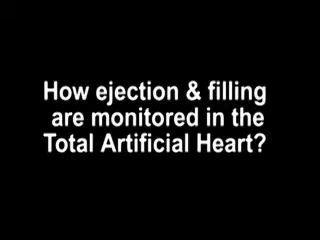 How ejection & filling
are monitored in the
Total Artificial Heart?